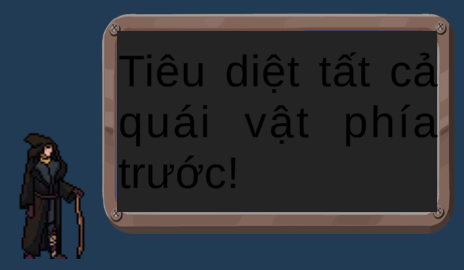 Tiêu diệt tất cả
quái vật phía
trước!